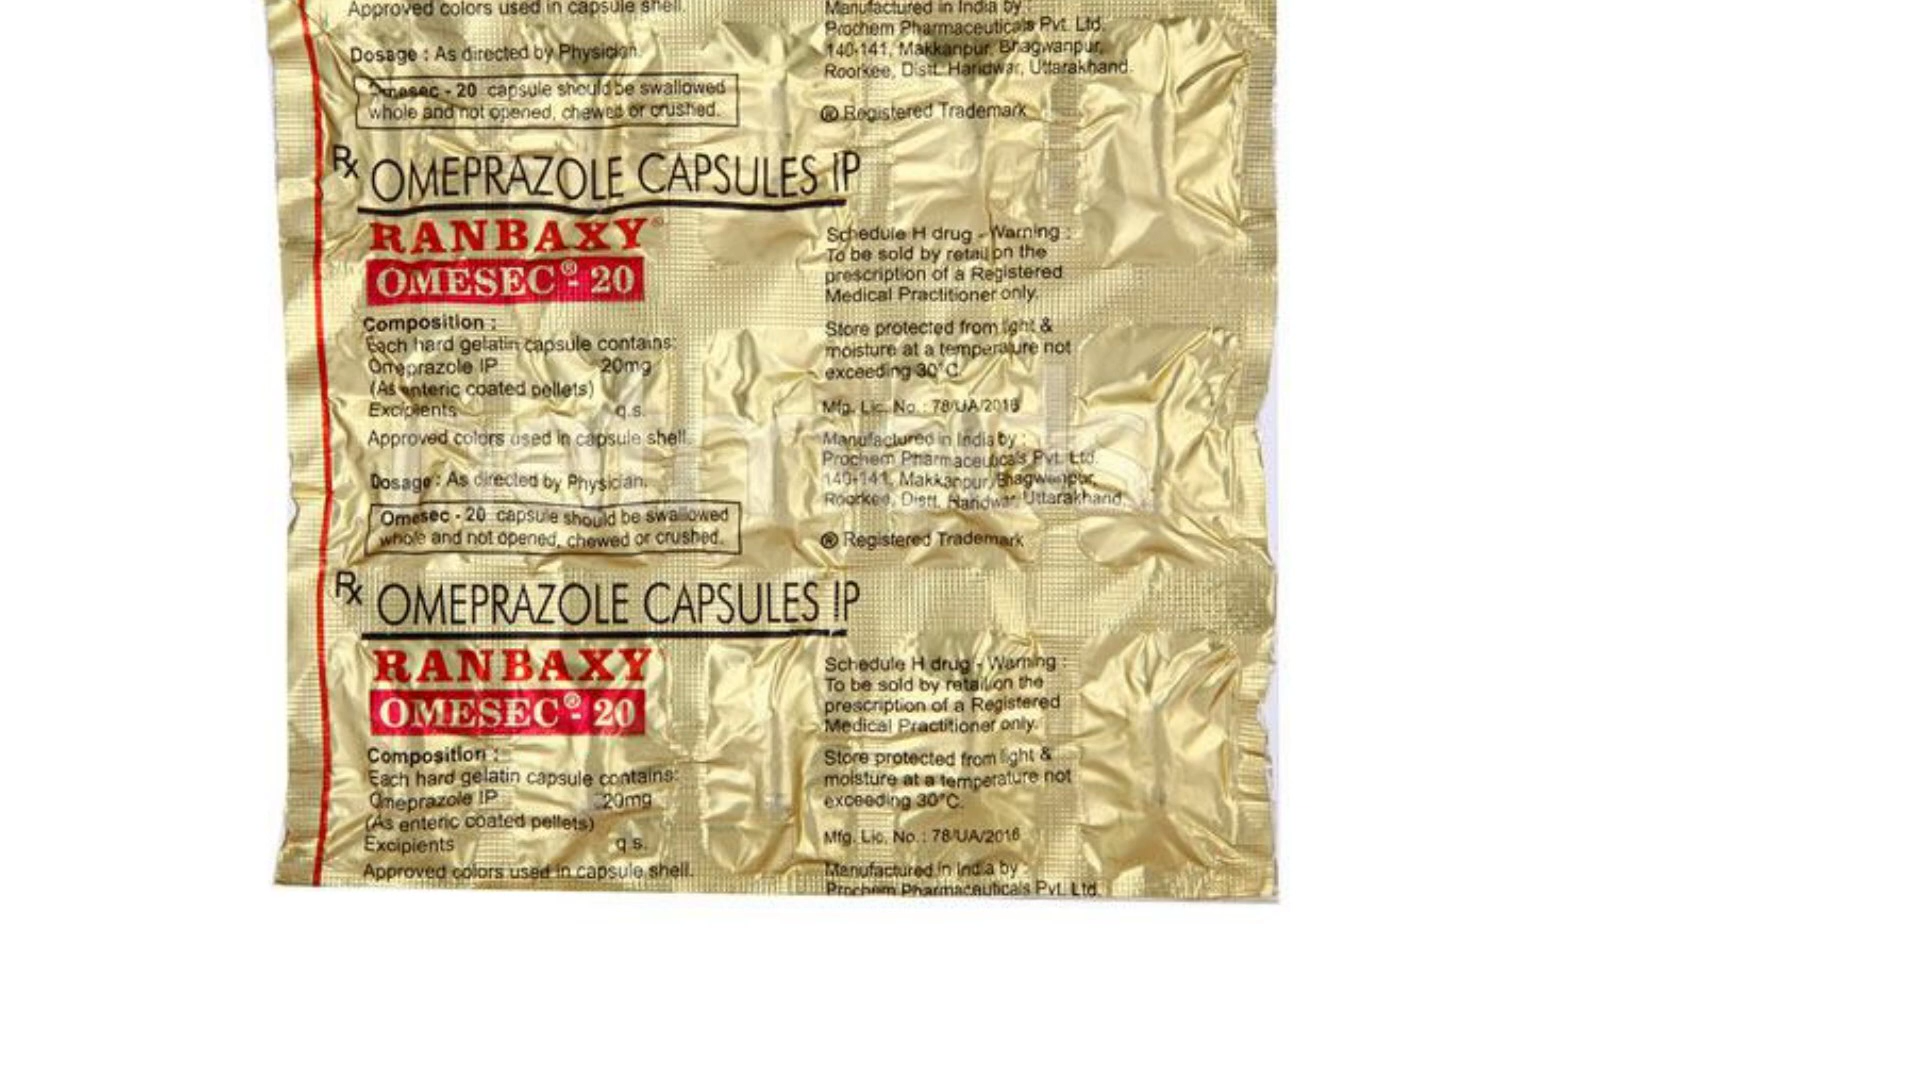 Approved colors used in capsule shell.
Dosage : As directed by Physician.
Omesec - 20 capsule should be swallowed
whole and not opened, chewed or crushed.
Manufactured in India by :
Prochem Pharmaceuticals Pvt. Ltd.
140-141, Makkanpur, Bhagwanpur,
Roorkee, Distt. Haridwar, Uttarakhand.
® Registered Trademark
Rx OMEPRAZOLE CAPSULES IP
RANBAXY®
OMESEC® - 20
Composition :
Each hard gelatin capsule contains:
Omeprazole IP 20mg
(As enteric coated pellets)
Excipients q.s.
Approved colors used in capsule shell.
Dosage : As directed by Physician.
Omesec - 20 capsule should be swallowed
whole and not opened, chewed or crushed.
Schedule H drug - Warning :
To be sold by retail on the
prescription of a Registered
Medical Practitioner only.
Store protected from light &
moisture at a temperature not
exceeding 30°C.
Mfg. Lic. No. : 78/UA/2016
Manufactured in India by :
Prochem Pharmaceuticals Pvt. Ltd.
140-141, Makkanpur, Bhagwanpur,
Roorkee, Distt. Haridwar, Uttarakhand.
® Registered Trademark
Rx OMEPRAZOLE CAPSULES IP
RANBAXY
OMESEC® - 20
Composition :
Each hard gelatin capsule contains:
Omeprazole IP 20mg
(As enteric coated pellets)
Excipients q.s.
Approved colors used in capsule shell.
Schedule H drug - Warning :
To be sold by retail on the
prescription of a Registered
Medical Practitioner only.
Store protected from light &
moisture at a temperature not
exceeding 30°C.
Mfg. Lic. No. : 78/UA/2016
Manufactured in India by :
Prochem Pharmaceuticals Pvt. Ltd.